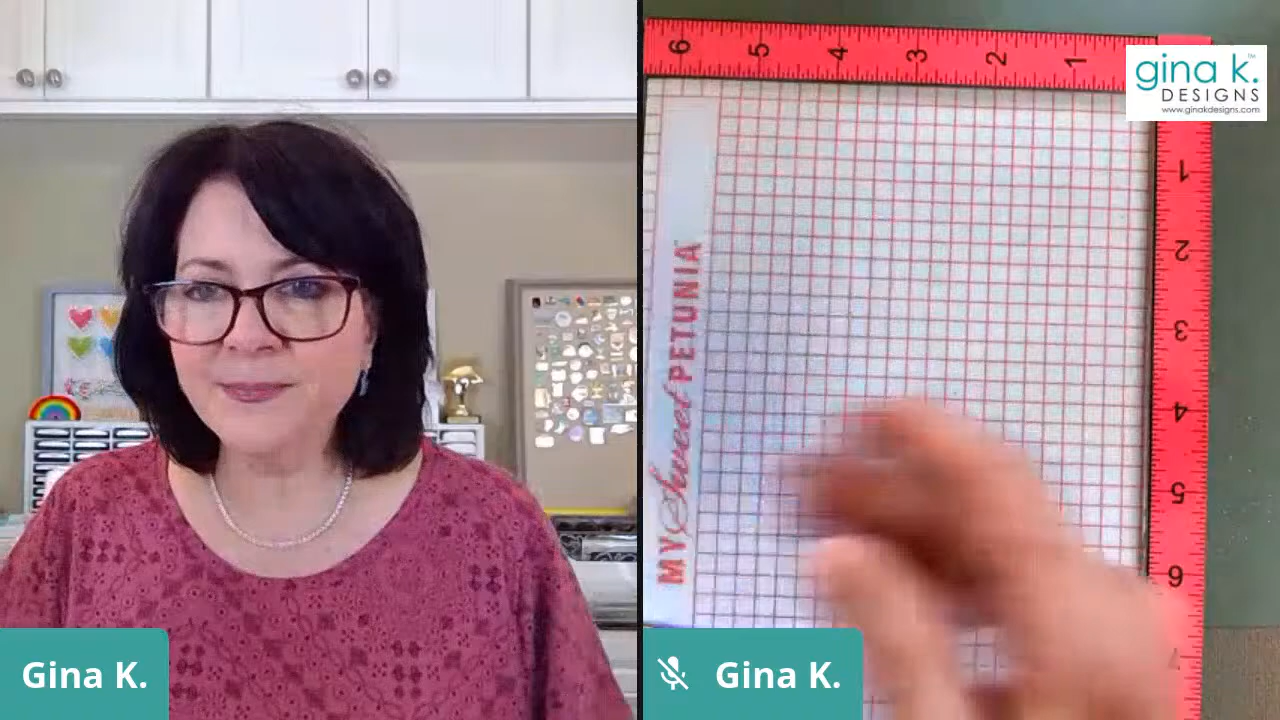 6 5 4 3 2 1
gina k.
DESIGNS
www.ginakdesigns.com
1
2
3
4
5
6
7
MY Sweet PETUNIA
Gina K.
Gina K.